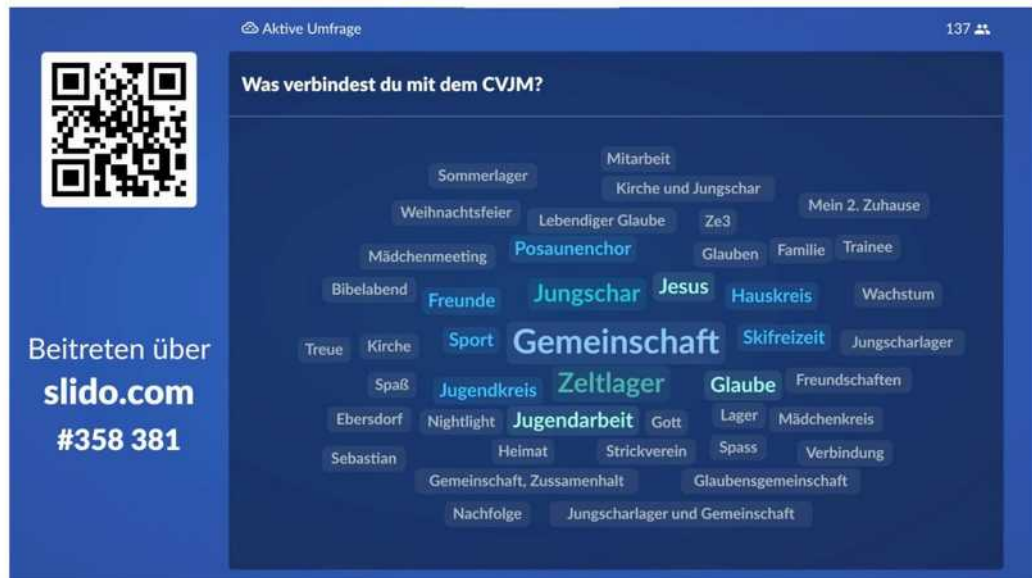 Aktive Umfrage
137
Was verbindest du mit dem CVJM?
Beitreten über
slido.com
#358 381
Mitarbeit
Sommerlager
Kirche und Jungschar
Mein 2. Zuhause
Weihnachtsfeier
Lebendiger Glaube
Ze3
Mädchenmeeting
Posaunenchor
Glauben
Familie
Trainee
Bibelabend
Freunde
Jungschar
Jesus
Hauskreis
Wachstum
Treue
Kirche
Sport
Gemeinschaft
Skifreizeit
Jungscharlager
Spaß
Jugendkreis
Zeltlager
Glaube
Freundschaften
Ebersdorf
Nightlight
Jugendarbeit
Gott
Lager
Mädchenkreis
Sebastian
Heimat
Strickverein
Spass
Verbindung
Gemeinschaft, Zusammenhalt
Glaubensgemeinschaft
Nachfolge
Jungscharlager und Gemeinschaft